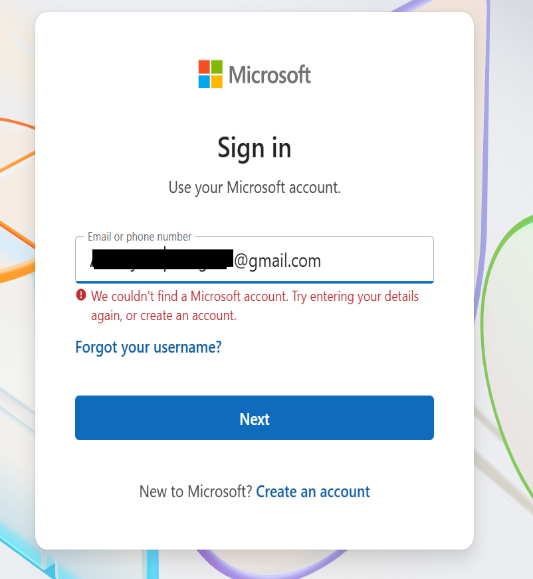 Microsoft
Sign in
Use your Microsoft account.
Email or phone number
@gmail.com
We couldn't find a Microsoft account. Try entering your details
again, or create an account.
Forgot your username?
Next
New to Microsoft? Create an account